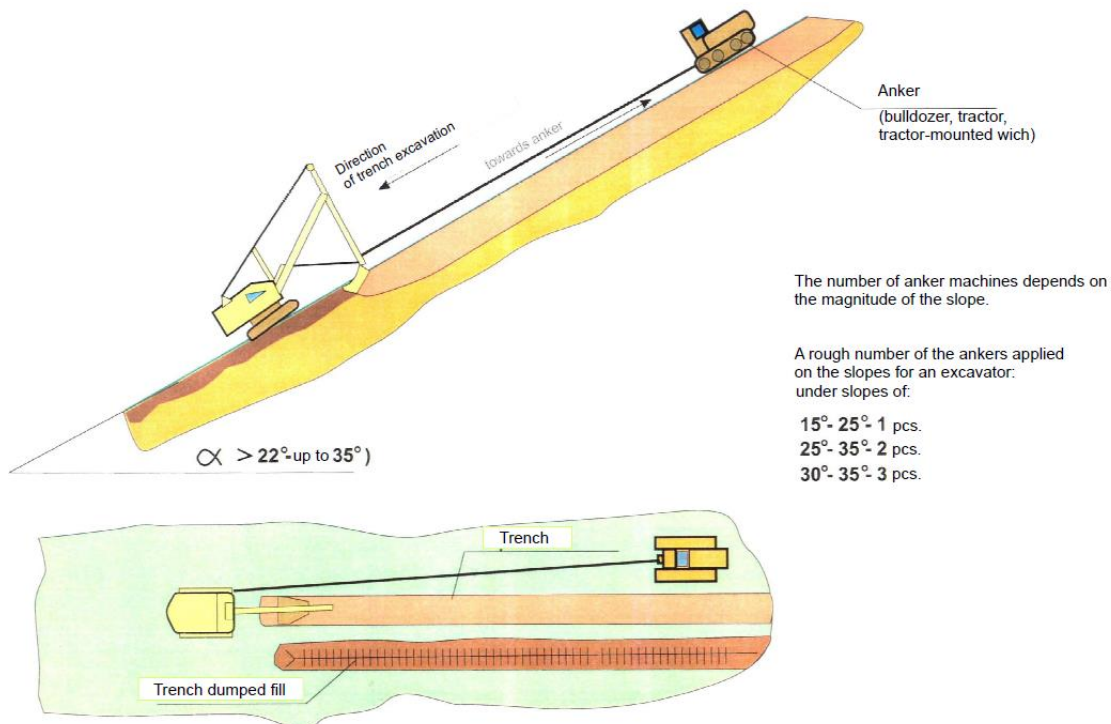 Anker
(bulldozer, tractor,
tractor-mounted wich)
Direction
of trench excavation
towards anker
The number of anker machines depends on
the magnitude of the slope.
A rough number of the ankers applied
on the slopes for an excavator:
under slopes of:
15°- 25°- 1 pcs.
25°- 35°- 2 pcs.
30°- 35°- 3 pcs.
α > 22°-up to 35° )
Trench
Trench dumped fill